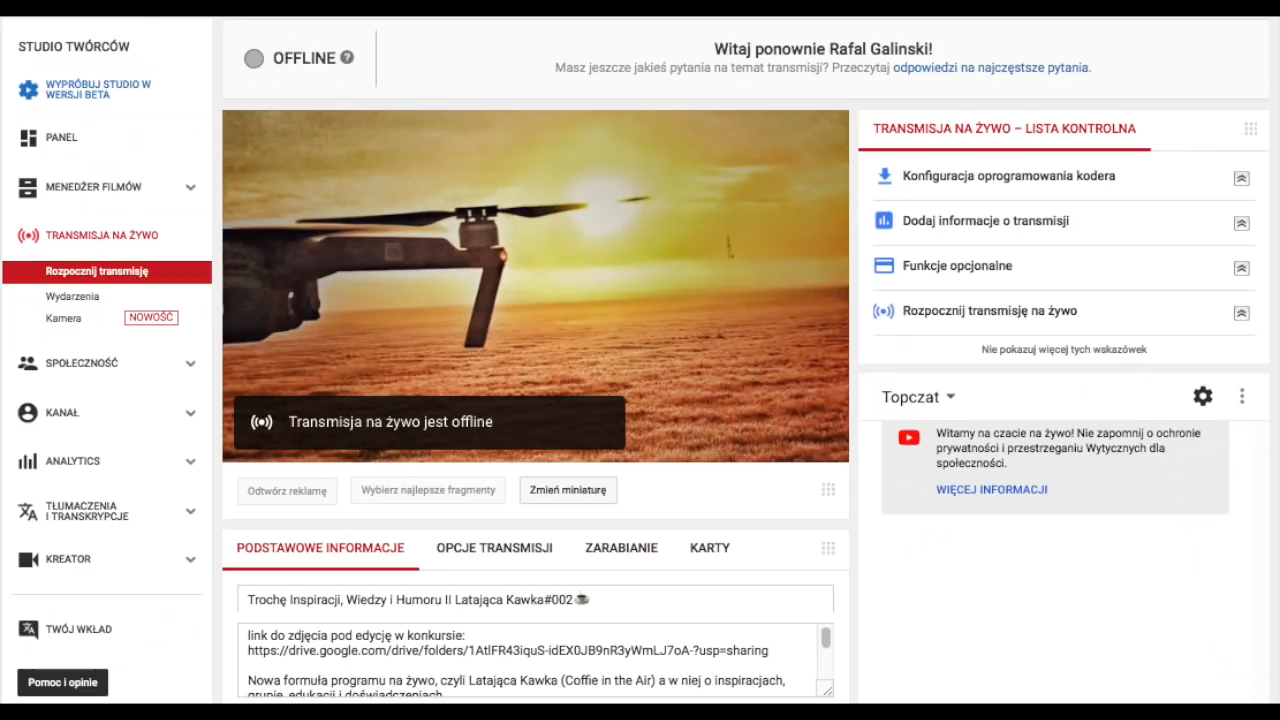 STUDIO TWÓRCÓW
WYPRÓBUJ STUDIO W
WERSJI BETA
PANEL
MENEDŻER FILMÓW
TRANSMISJA NA ŻYWO
Rozpocznij transmisję
Wydarzenia
Kamera NOWOŚĆ
SPOŁECZNOŚĆ
KANAŁ
ANALYTICS
TŁUMACZENIA
I TRANSKRYPCJE
KREATOR
TWÓJ WKŁAD
Pomoc i opinie
OFFLINE ?
Witaj ponownie Rafal Galinski!
Masz jeszcze jakieś pytania na temat transmisji? Przeczytaj odpowiedzi na najczęstsze pytania.
Transmisja na żywo jest offline
Odtwórz reklamę Wybierz najlepsze fragmenty Zmień miniaturę
PODSTAWOWE INFORMACJE OPCJE TRANSMISJI ZARABIANIE KARTY
Trochę Inspiracji, Wiedzy i Humoru II Latająca Kawka#002☕
link do zdjęcia pod edycję w konkursie:
https://drive.google.com/drive/folders/1AtlFR43iquS-idEX0JB9nR3yWmLJ7oA-?usp=sharing
Nowa formuła programu na żywo, czyli Latająca Kawka (Coffie in the Air) a w niej o inspiracjach,
grupie, edukacji i doświadczeniach
TRANSMISJA NA ŻYWO – LISTA KONTROLNA
Konfiguracja oprogramowania kodera
Dodaj informacje o transmisji
Funkcje opcjonalne
Rozpocznij transmisję na żywo
Nie pokazuj więcej tych wskazówek
Topczat
Witamy na czacie na żywo! Nie zapomnij o ochronie
prywatności i przestrzeganiu Wytycznych dla
społeczności.
WIĘCEJ INFORMACJI